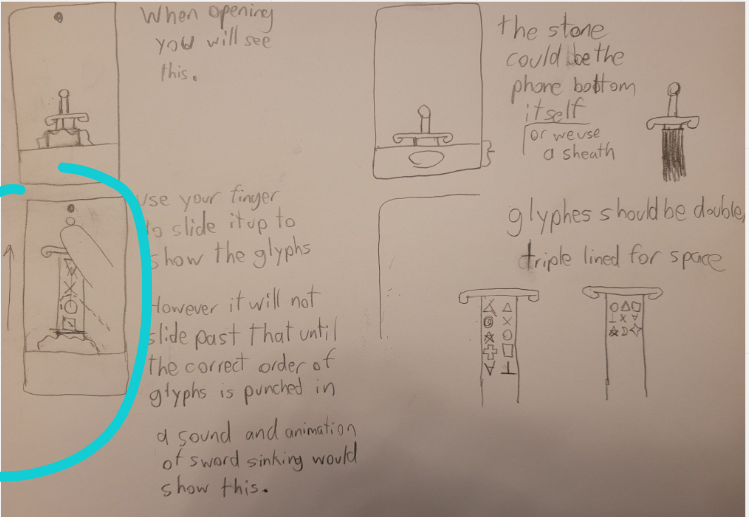 When opening
you will see
this.
the stone
could be the
phone bottom
itself
or we use
a sheath
Use your finger
to slide it up to
show the glyphs
However it will not
slide past that until
the correct order of
glyphs is punched in
a sound and animation
of sword sinking would
show this.
glyphes should be double,
triple lined for space